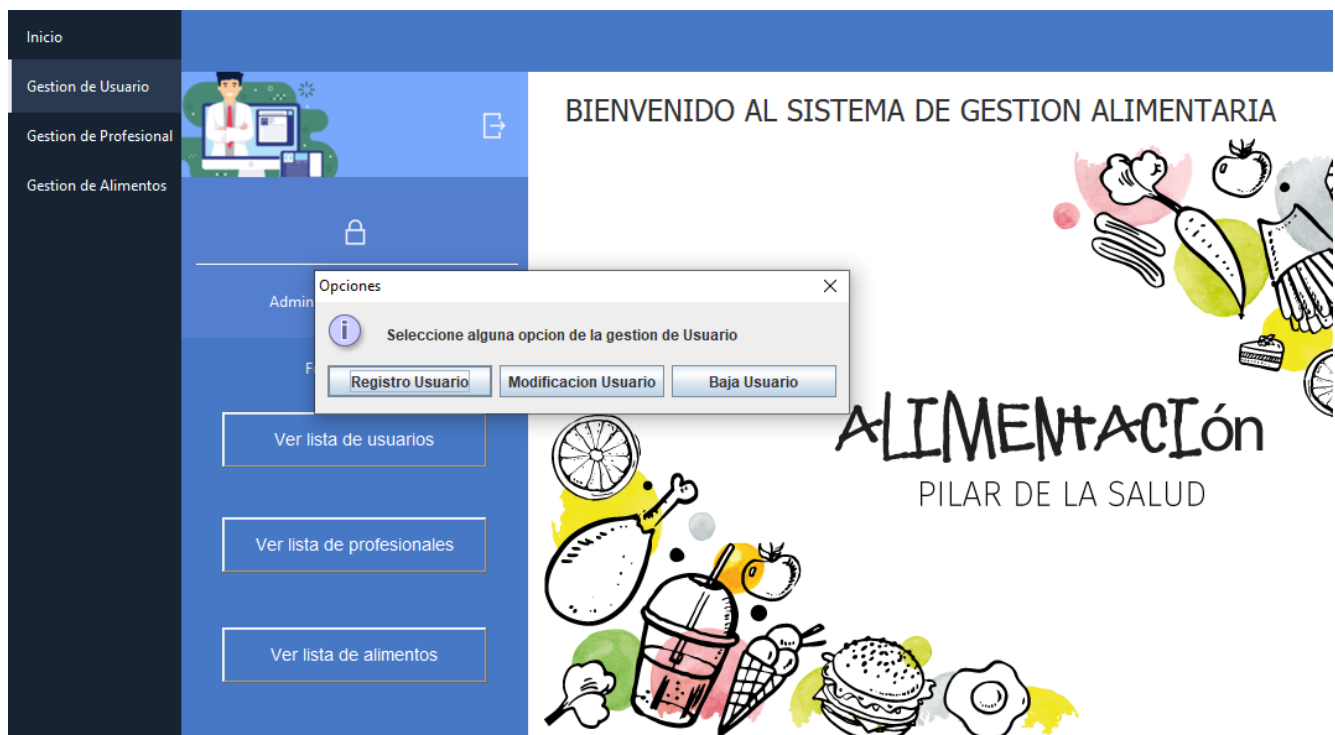 Inicio
Gestion de Usuario
Gestion de Profesional
Gestion de Alimentos
BIENVENIDO AL SISTEMA DE GESTION ALIMENTARIA
Opciones
Seleccione alguna opcion de la gestion de Usuario
Registro Usuario Modificacion Usuario Baja Usuario
Ver lista de usuarios
Ver lista de profesionales
Ver lista de alimentos
ALIMENtACIón
PILAR DE LA SALUD